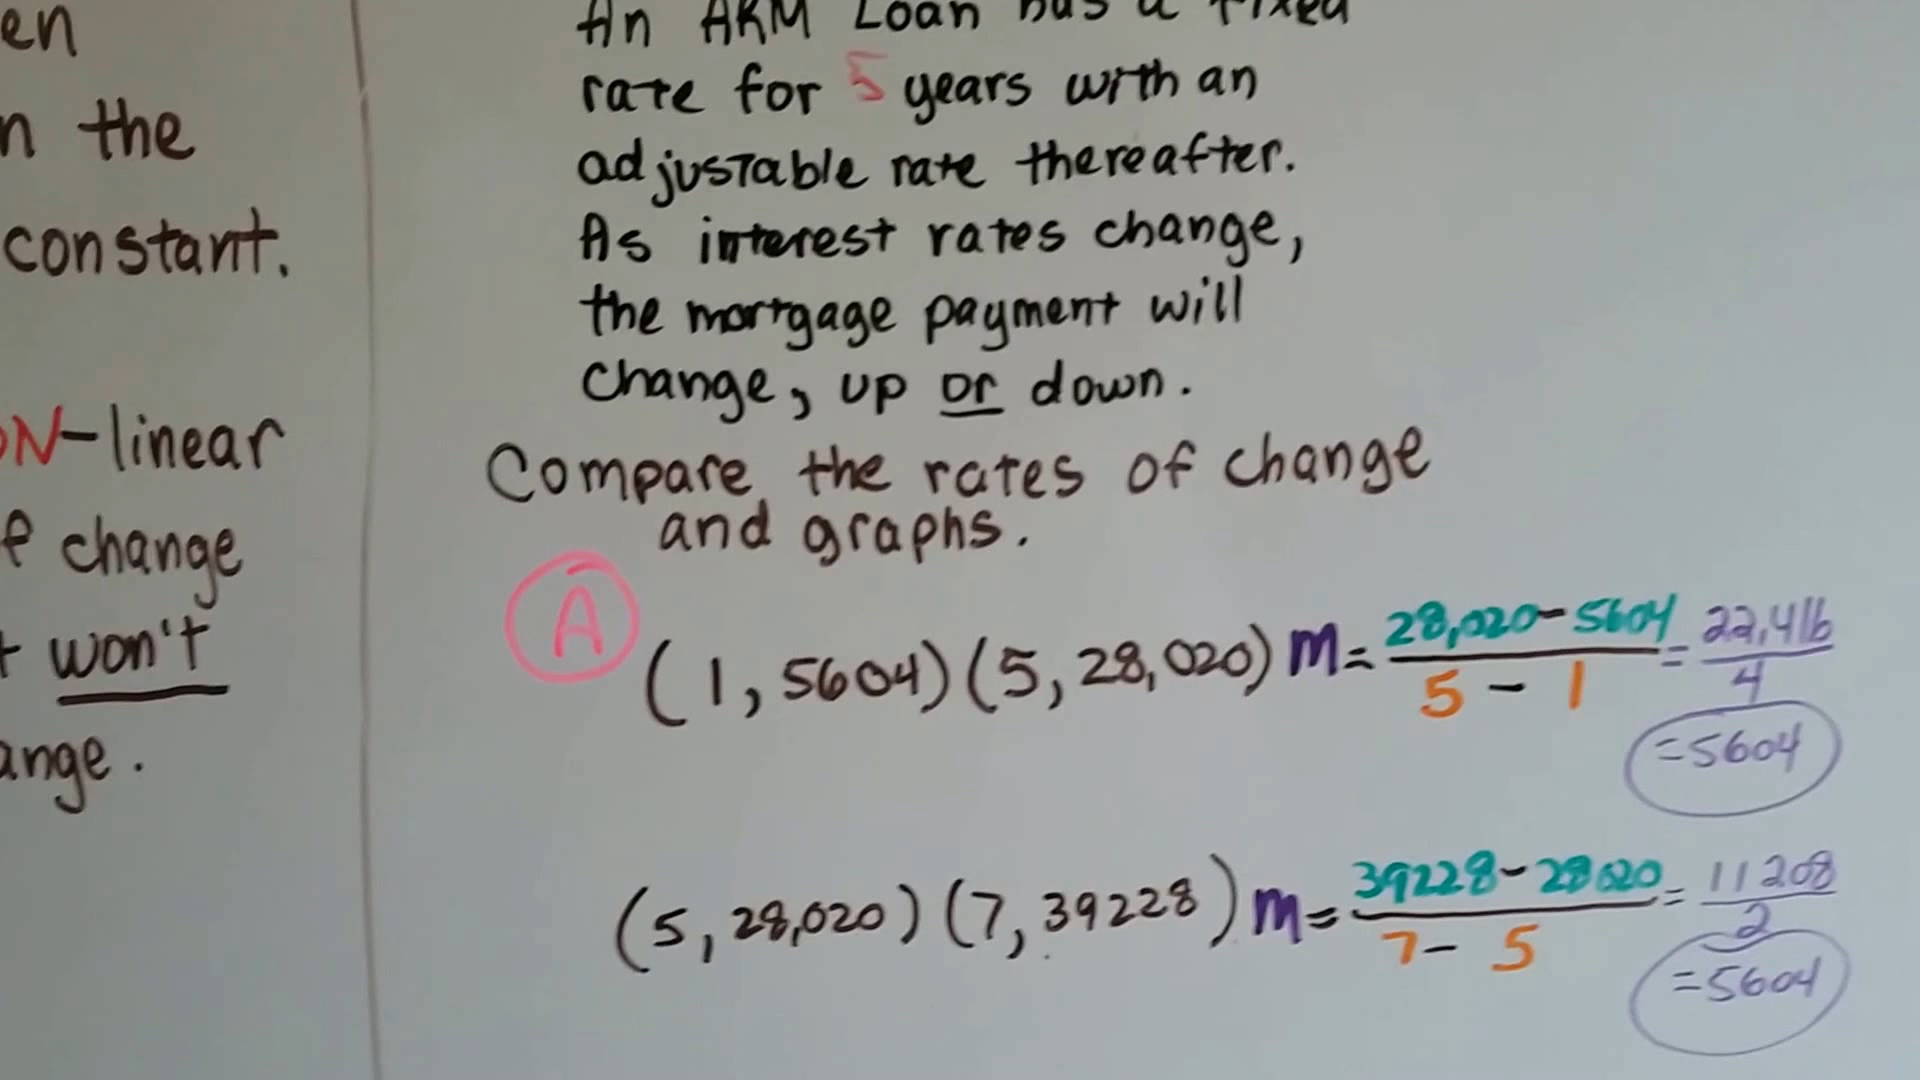 en
n the
constant.
N-linear
change
won't
ange.
An ARM Loan has a fixed
rate for 5 years with an
adjustable rate thereafter.
As interest rates change,
the mortgage payment will
change, up or down.
Compare the rates of change
and graphs.
A
(1, 5604)(5, 28,020) m= 28,020-5604 / 5 - 1 = 22,416 / 4
=5604
(5, 28,020)(7, 39228) m= 39228-28020 / 7 - 5 = 11208 / 2
=5604